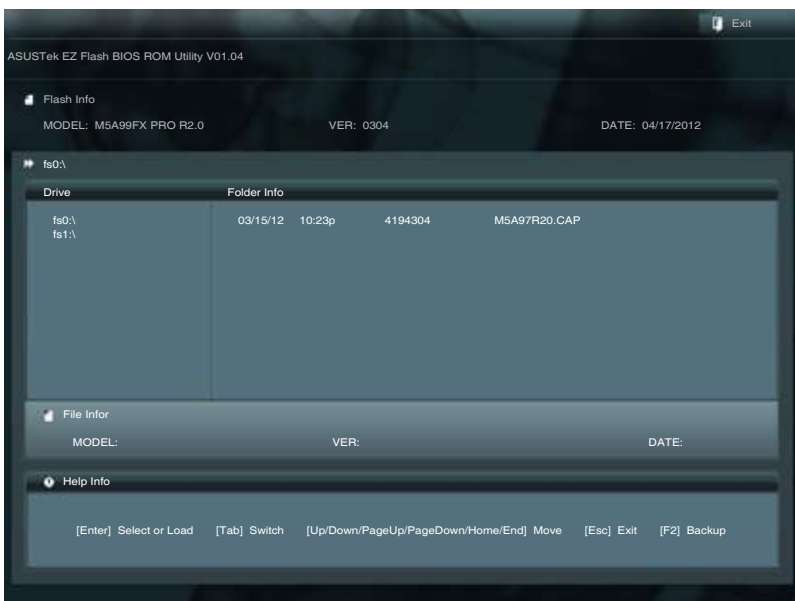 Exit
ASUSTek EZ Flash BIOS ROM Utility V01.04
Flash Info
MODEL: M5A99FX PRO R2.0 VER: 0304 DATE: 04/17/2012
fs0:\
Drive Folder Info
fs0:\ 03/15/12 10:23p 4194304 M5A97R20.CAP
fs1:\
File Infor
MODEL: VER: DATE:
Help Info
[Enter] Select or Load [Tab] Switch [Up/Down/PageUp/PageDown/Home/End] Move [Esc] Exit [F2] Backup